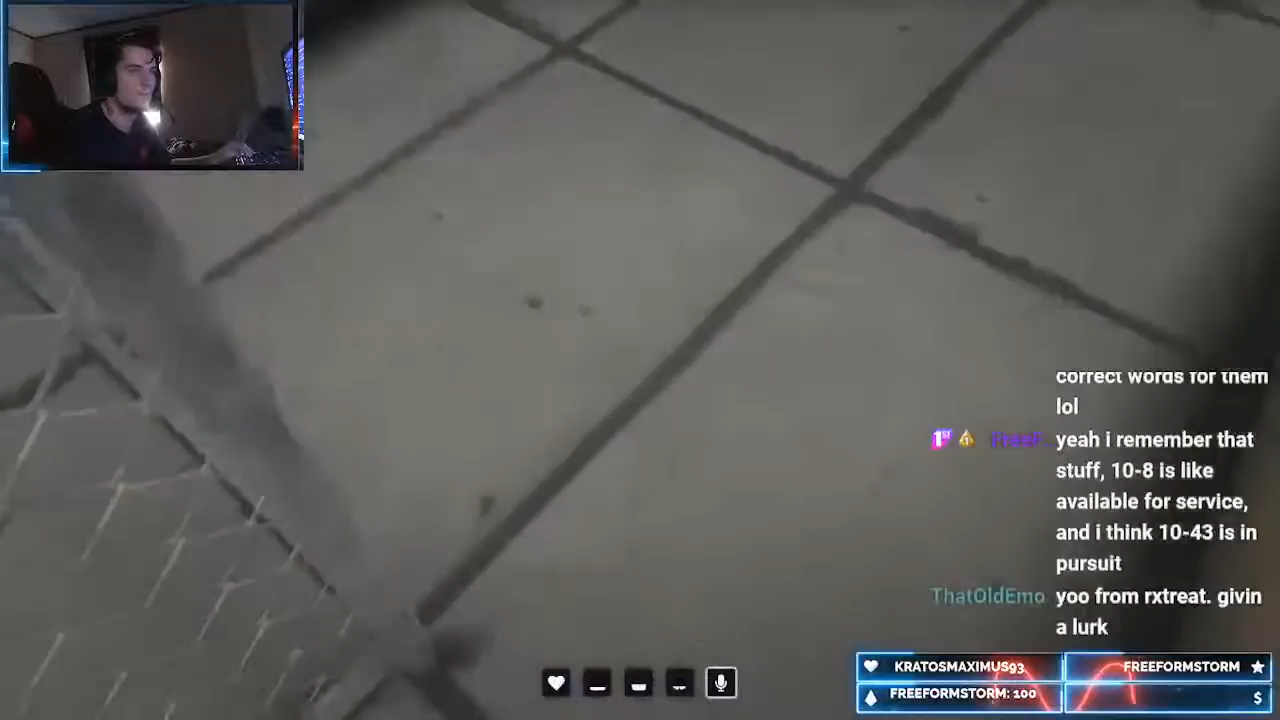 correct words for them
lol
yeah i remember that
stuff, 10-8 is like
available for service,
and i think 10-43 is in
pursuit
ThatOldEmo yoo from rxtreat. givin
a lurk
KRATOSMAXIMUS93 FREEFORMSTORM
FREEFORMSTORM: 100 $